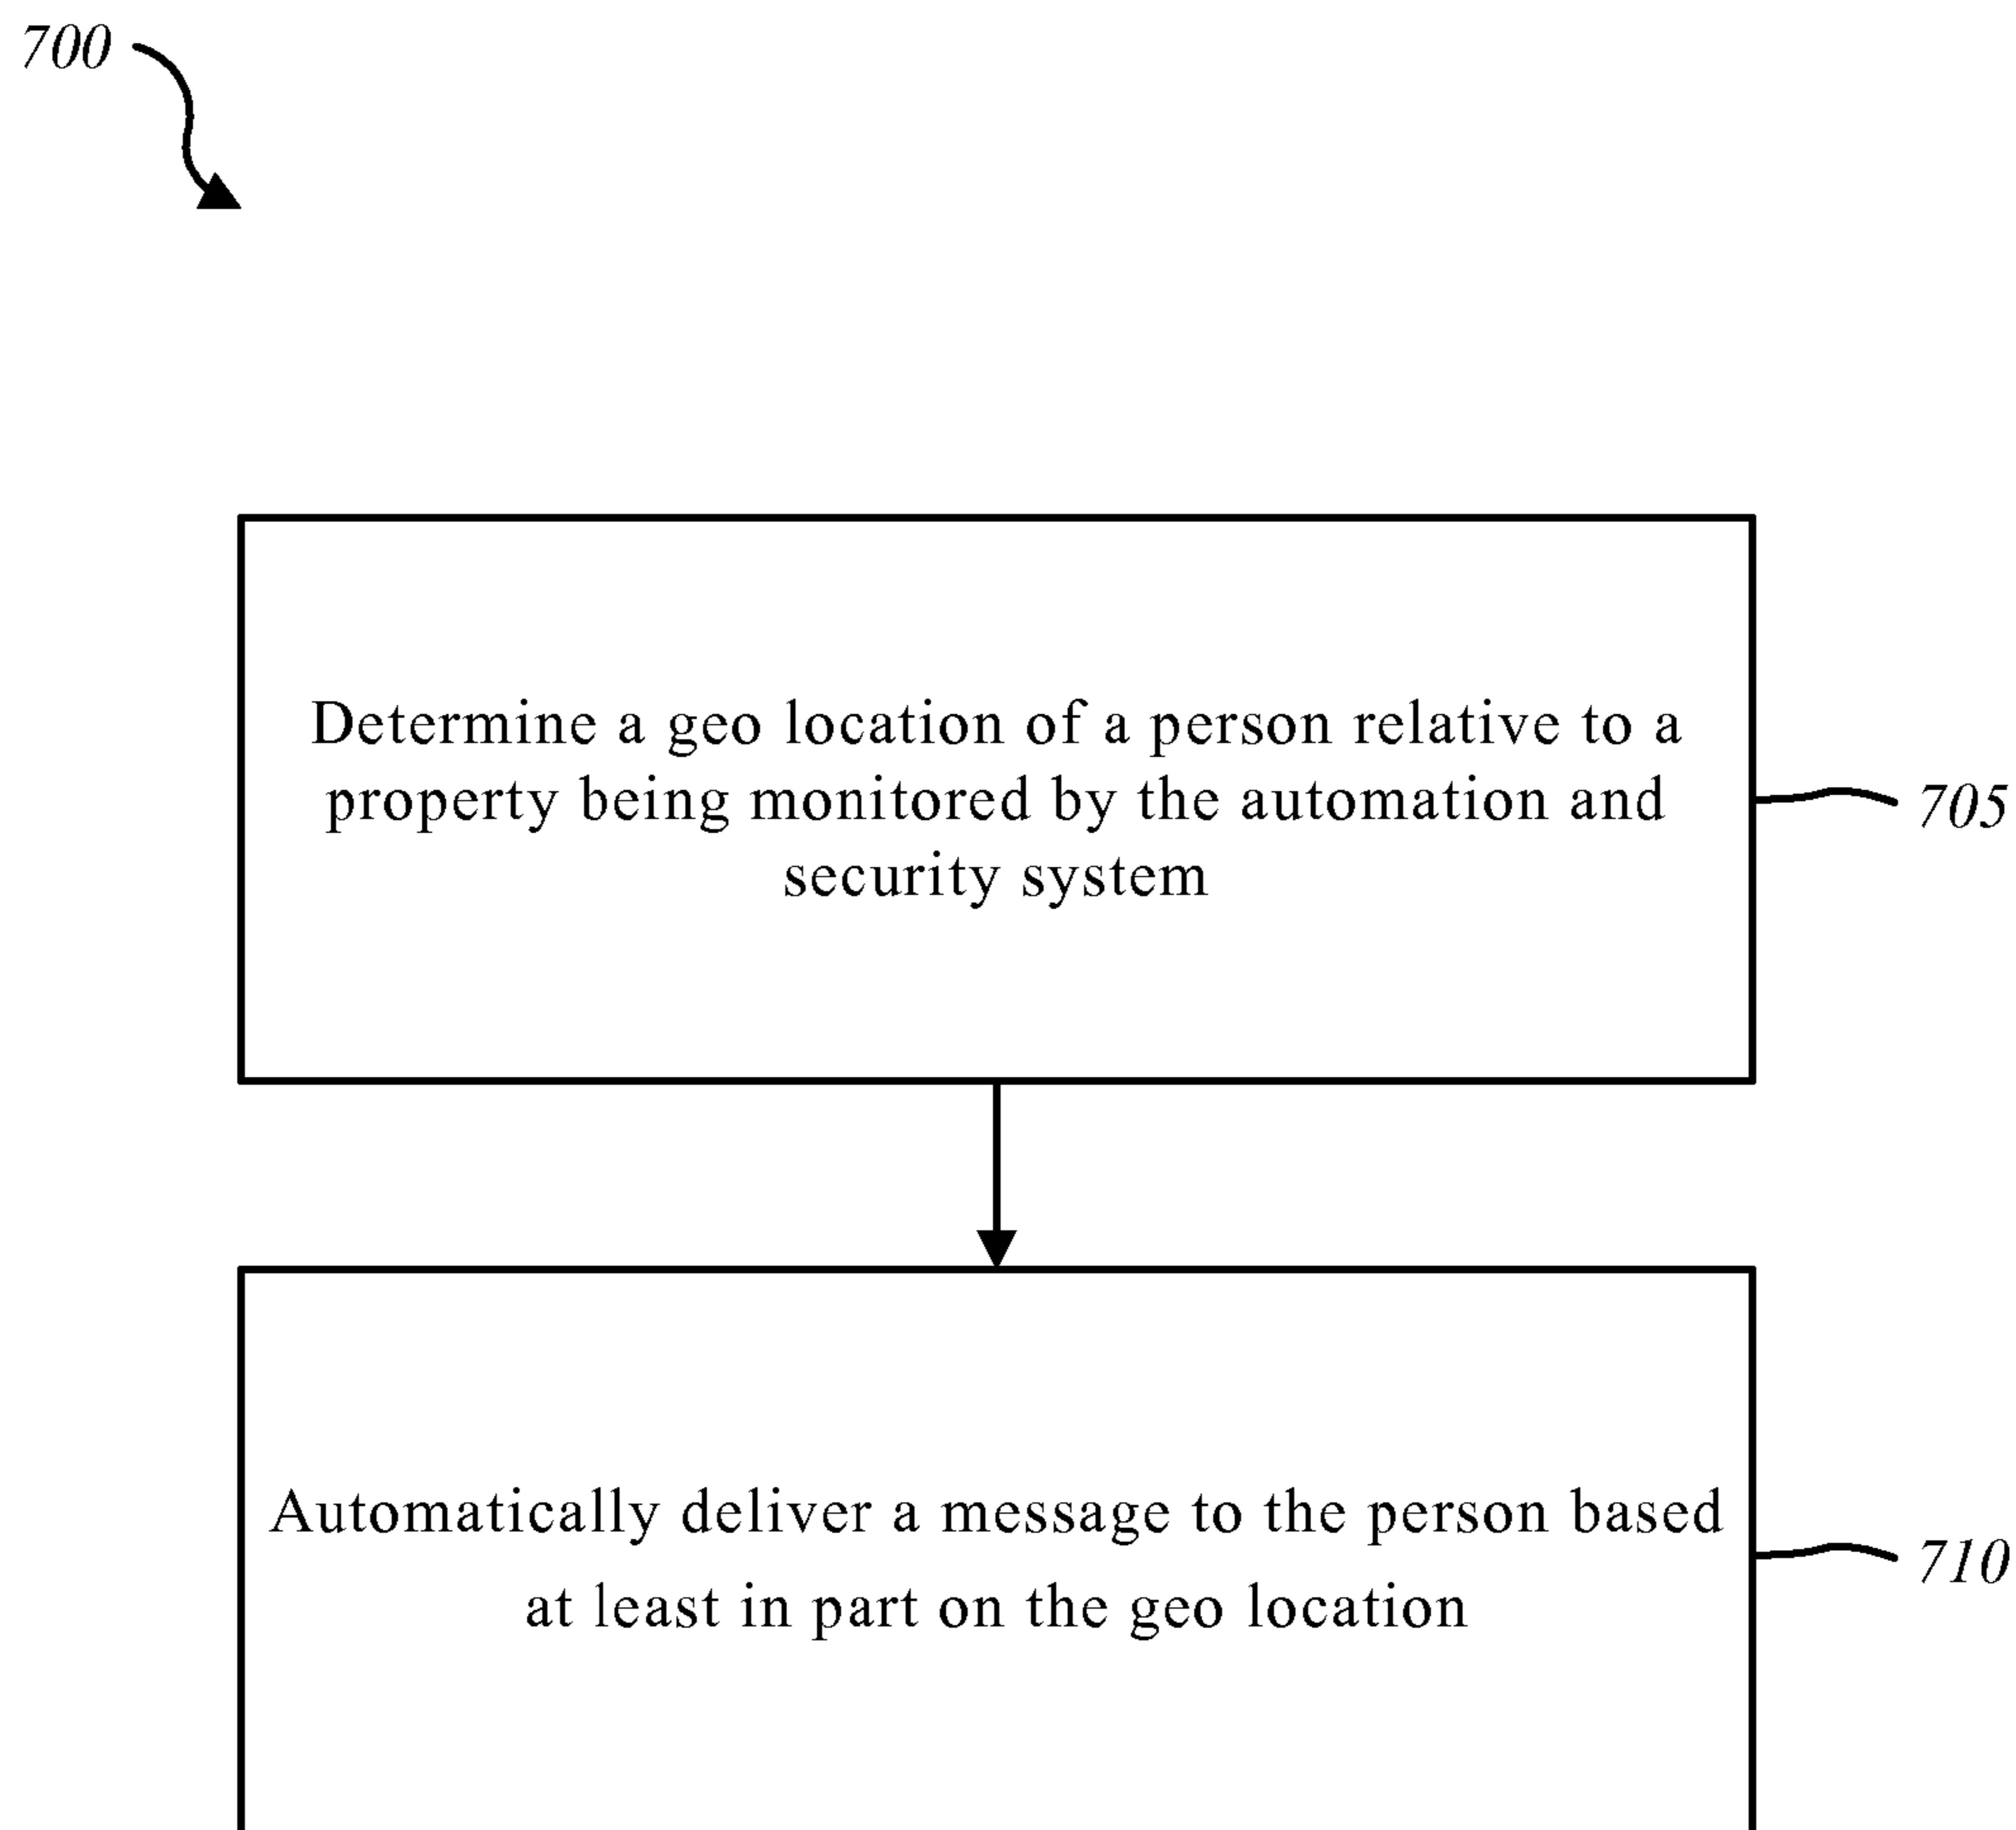 700
Determine a geo location of a person relative to a
property being monitored by the automation and
security system
705
Automatically deliver a message to the person based
at least in part on the geo location
710